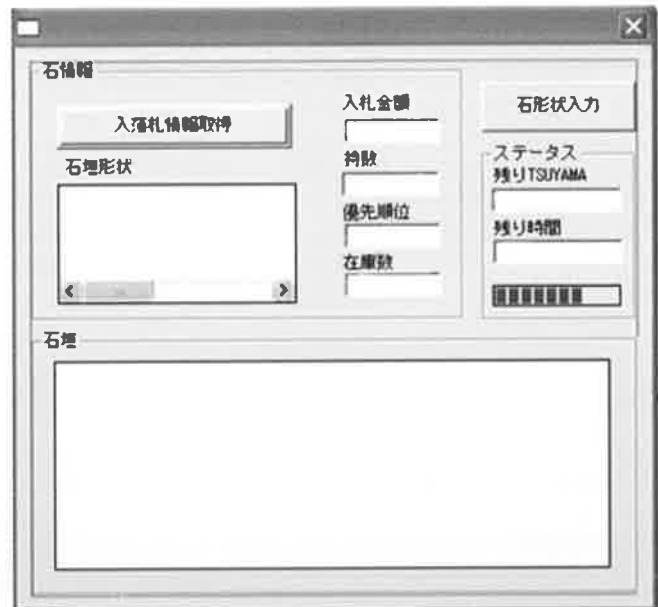 石情報
入落札情報取得
石垣形状
入札金額
持数
優先順位
在庫数
石形状入力
ステータス
残りTSUYAMA
残り時間
石垣